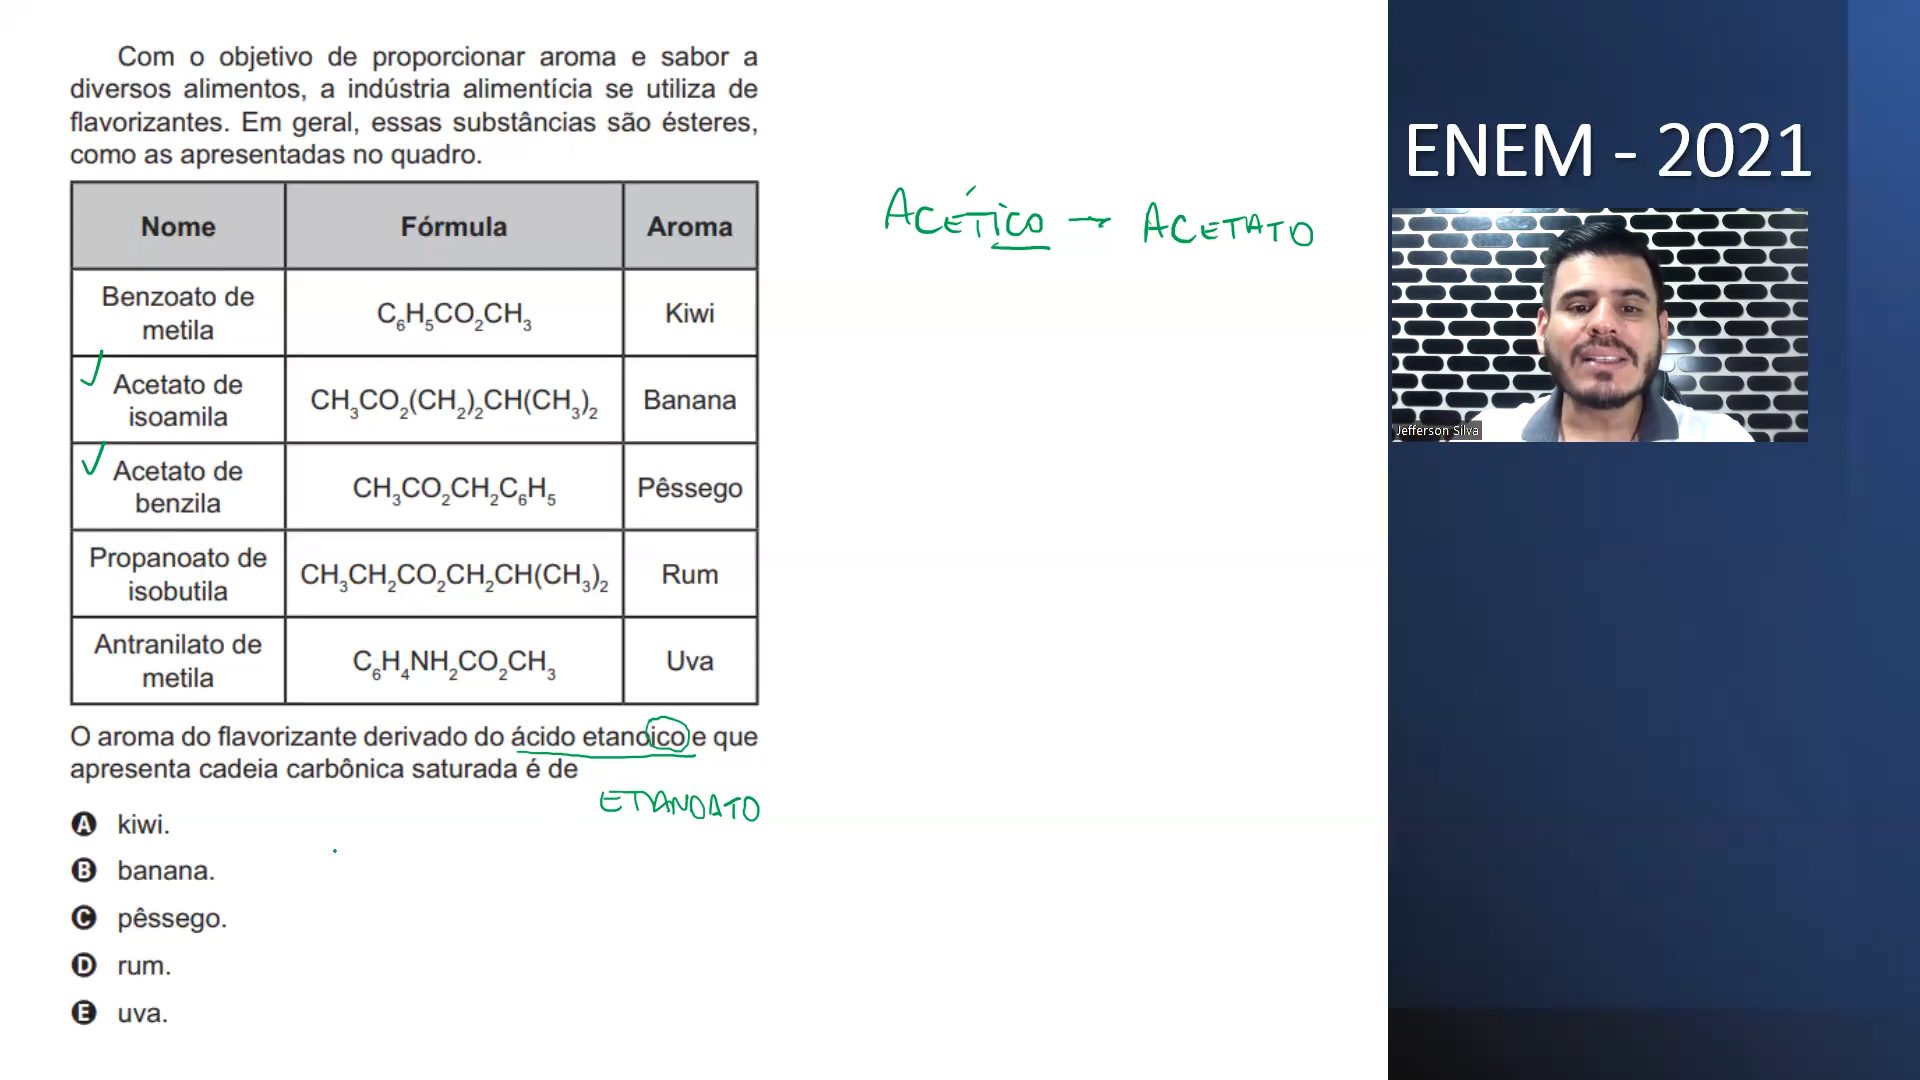 Com o objetivo de proporcionar aroma e sabor a
diversos alimentos, a indústria alimentícia se utiliza de
flavorizantes. Em geral, essas substâncias são ésteres,
como as apresentadas no quadro.
Nome Fórmula Aroma
Benzoato de
metila
C₆H₅CO₂CH₃
Kiwi
Acetato de
isoamila
CH₃CO₂(CH₂)₂CH(CH₃)₂
Banana
Acetato de
benzila
CH₃CO₂CH₂C₆H₅
Pêssego
Propanoato de
isobutila
CH₃CH₂CO₂CH₂CH(CH₃)₂
Rum
Antranilato de
metila
C₆H₄NH₂CO₂CH₃
Uva
O aroma do flavorizante derivado do ácido etanoico e que
apresenta cadeia carbônica saturada é de
ETANOATO
A kiwi.
B banana.
C pêssego.
D rum.
E uva.
ACÉTICO → ACETATO
ENEM - 2021
Jefferson Silva